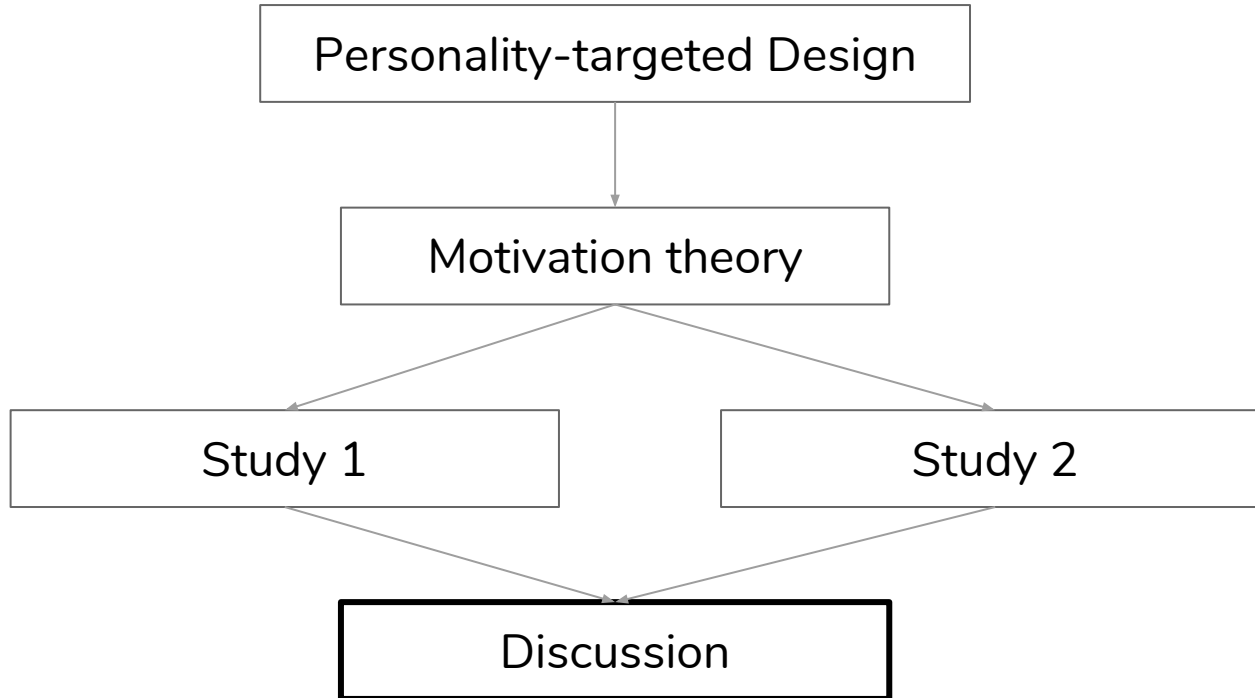 Personality-targeted Design
Motivation theory
Study 1
Study 2
Discussion